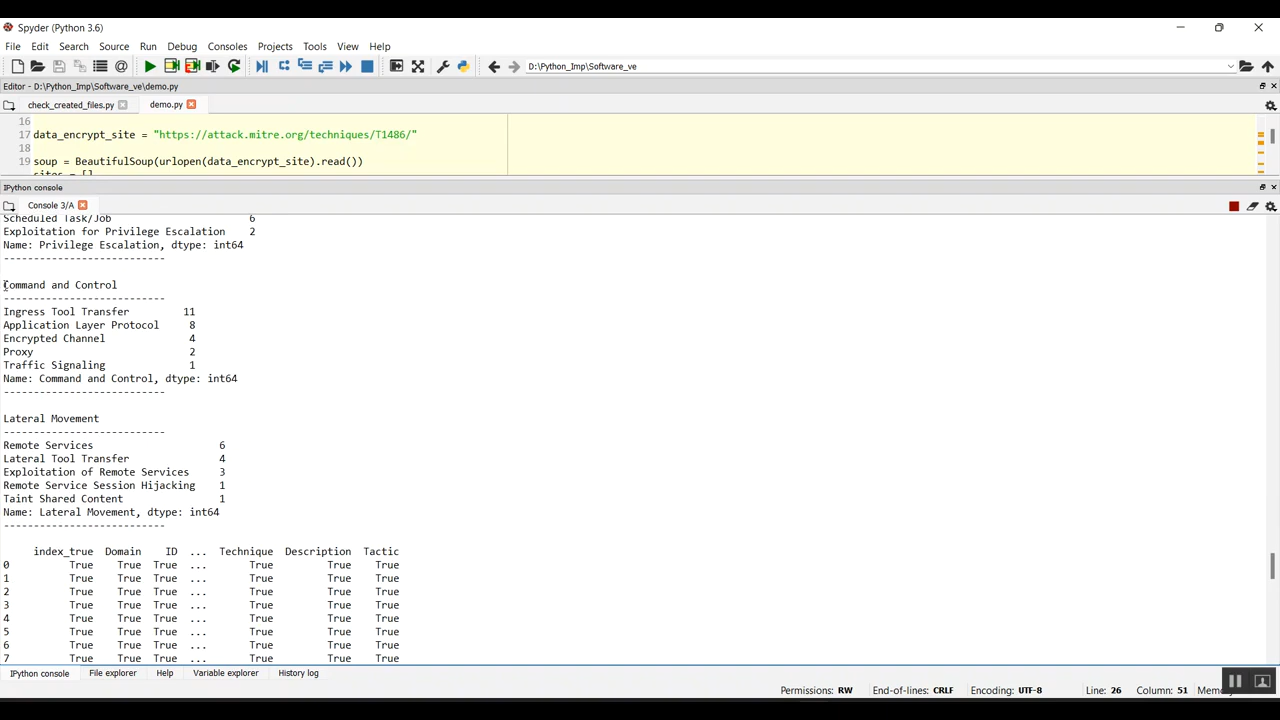 Spyder (Python 3.6)
File Edit Search Source Run Debug Consoles Projects Tools View Help
D:\Python_Imp\Software_ve
Editor - D:\Python_Imp\Software_ve\demo.py
check_created_files.py demo.py
16
17 data_encrypt_site = "https://attack.mitre.org/techniques/T1486/"
18
19 soup = BeautifulSoup(urlopen(data_encrypt_site).read())
sites = []
IPython console
Console 3/A
Scheduled Task/Job 6
Exploitation for Privilege Escalation 2
Name: Privilege Escalation, dtype: int64
---------------------------
Command and Control
---------------------------
Ingress Tool Transfer 11
Application Layer Protocol 8
Encrypted Channel 4
Proxy 2
Traffic Signaling 1
Name: Command and Control, dtype: int64
---------------------------
Lateral Movement
---------------------------
Remote Services 6
Lateral Tool Transfer 4
Exploitation of Remote Services 3
Remote Service Session Hijacking 1
Taint Shared Content 1
Name: Lateral Movement, dtype: int64
---------------------------
index_true Domain ID ... Technique Description Tactic
0 True True True ... True True True
1 True True True ... True True True
2 True True True ... True True True
3 True True True ... True True True
4 True True True ... True True True
5 True True True ... True True True
6 True True True ... True True True
7 True True True ... True True True
IPython console File explorer Help Variable explorer History log
Permissions: RW End-of-lines: CRLF Encoding: UTF-8 Line: 26 Column: 51